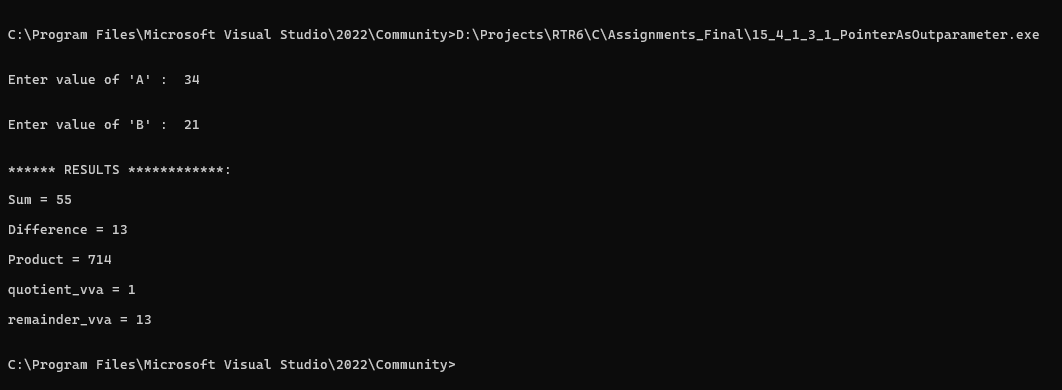 C:\Program Files\Microsoft Visual Studio\2022\Community>D:\Projects\RTR6\C\Assignments_Final\15_4_1_3_1_PointerAsOutparameter.exe
Enter value of 'A' :  34
Enter value of 'B' :  21
****** RESULTS ************:
Sum = 55
Difference = 13
Product = 714
quotient_vva = 1
remainder_vva = 13
C:\Program Files\Microsoft Visual Studio\2022\Community>